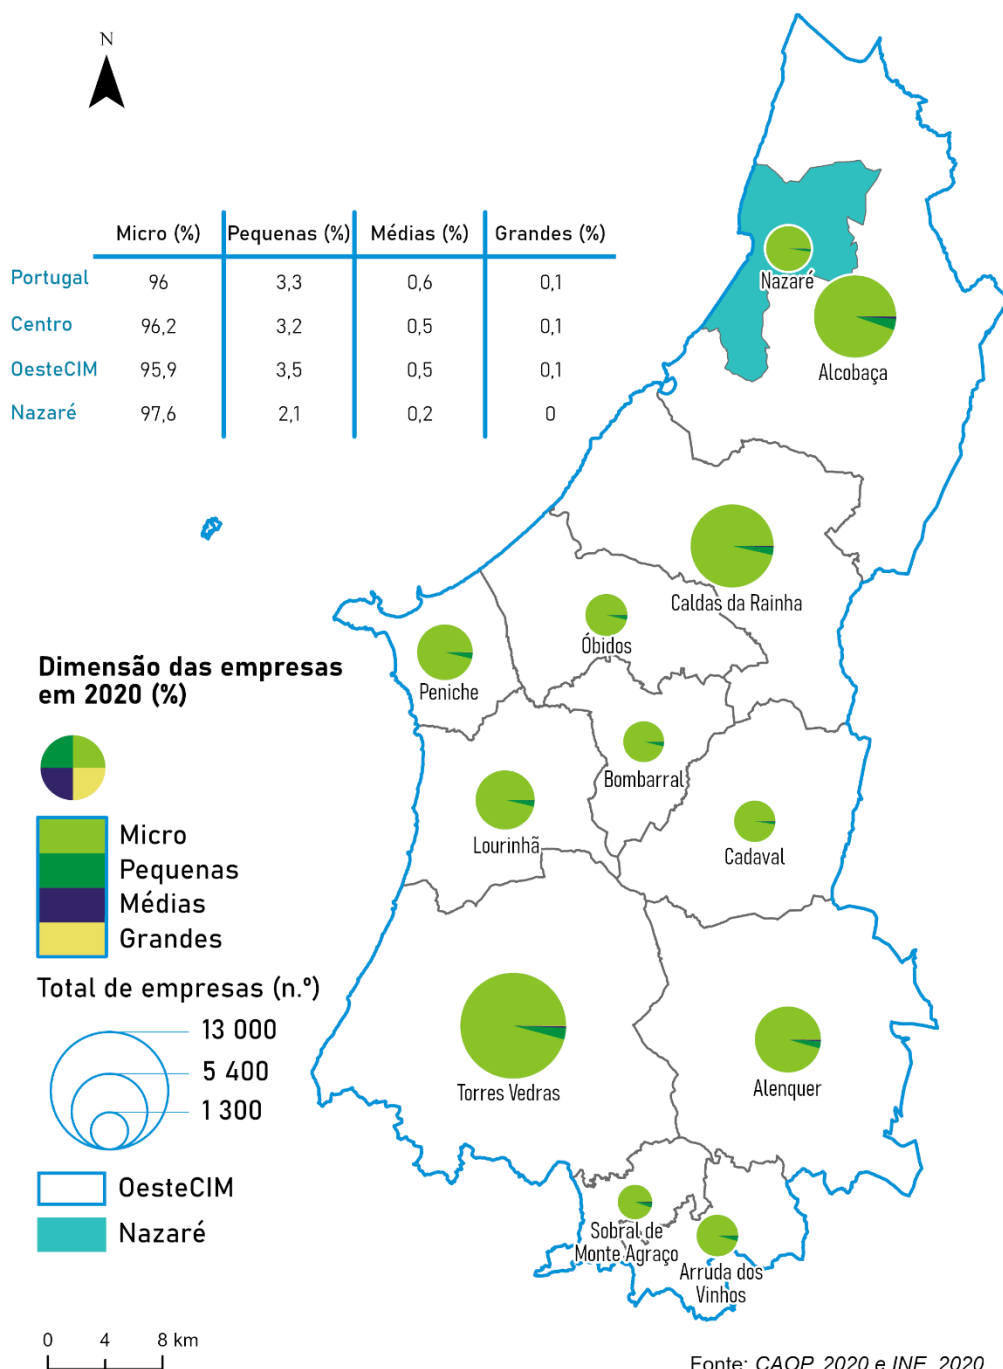 N
Micro (%) Pequenas (%) Médias (%) Grandes (%)
Portugal 96 3,3 0,6 0,1
Centro 96,2 3,2 0,5 0,1
OesteCIM 95,9 3,5 0,5 0,1
Nazaré 97,6 2,1 0,2 0
Nazaré
Alcobaça
Caldas da Rainha
Óbidos
Peniche
Bombarral
Lourinhã
Cadaval
Torres Vedras
Alenquer
Sobral de
Monte Agraço
Arruda dos
Vinhos
Dimensão das empresas
em 2020 (%)
Micro
Pequenas
Médias
Grandes
Total de empresas (n.º)
13 000
5 400
1 300
OesteCIM
Nazaré
0 4 8 km
Fonte: CAOP, 2020 e INE, 2020